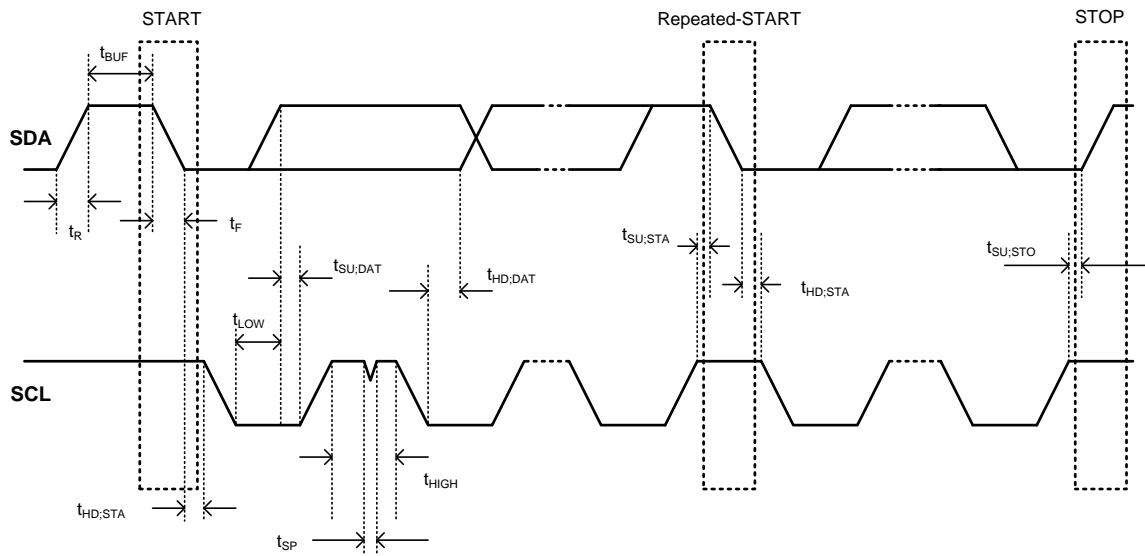 START
Repeated-START
STOP
tBUF
SDA
tR
tF
tSU;STA
tSU;STO
tSU;DAT
tHD;DAT
tHD;STA
tLOW
SCL
tHIGH
tHD;STA
tSP